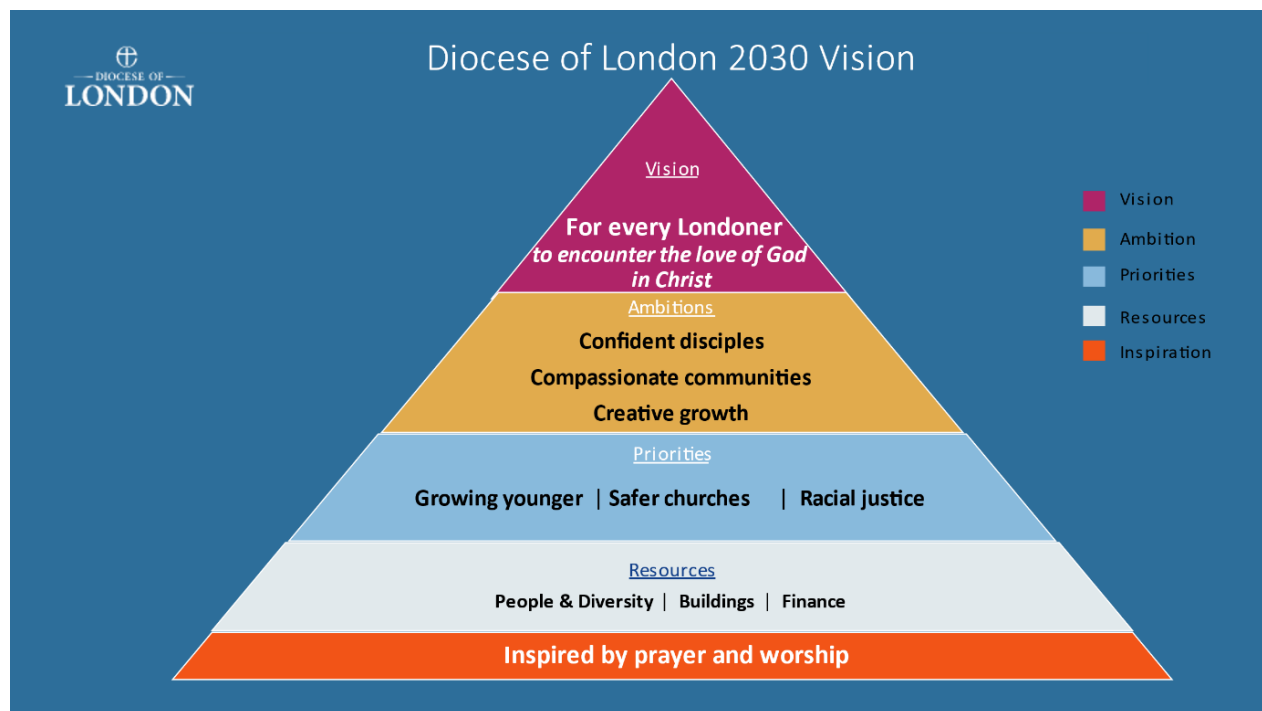 DIOCESE OF
LONDON
Diocese of London 2030 Vision
Vision
For every Londoner
to encounter the love of God
in Christ
Ambitions
Confident disciples
Compassionate communities
Creative growth
Priorities
Growing younger | Safer churches | Racial justice
Resources
People & Diversity | Buildings | Finance
Inspired by prayer and worship
Vision
Ambition
Priorities
Resources
Inspiration